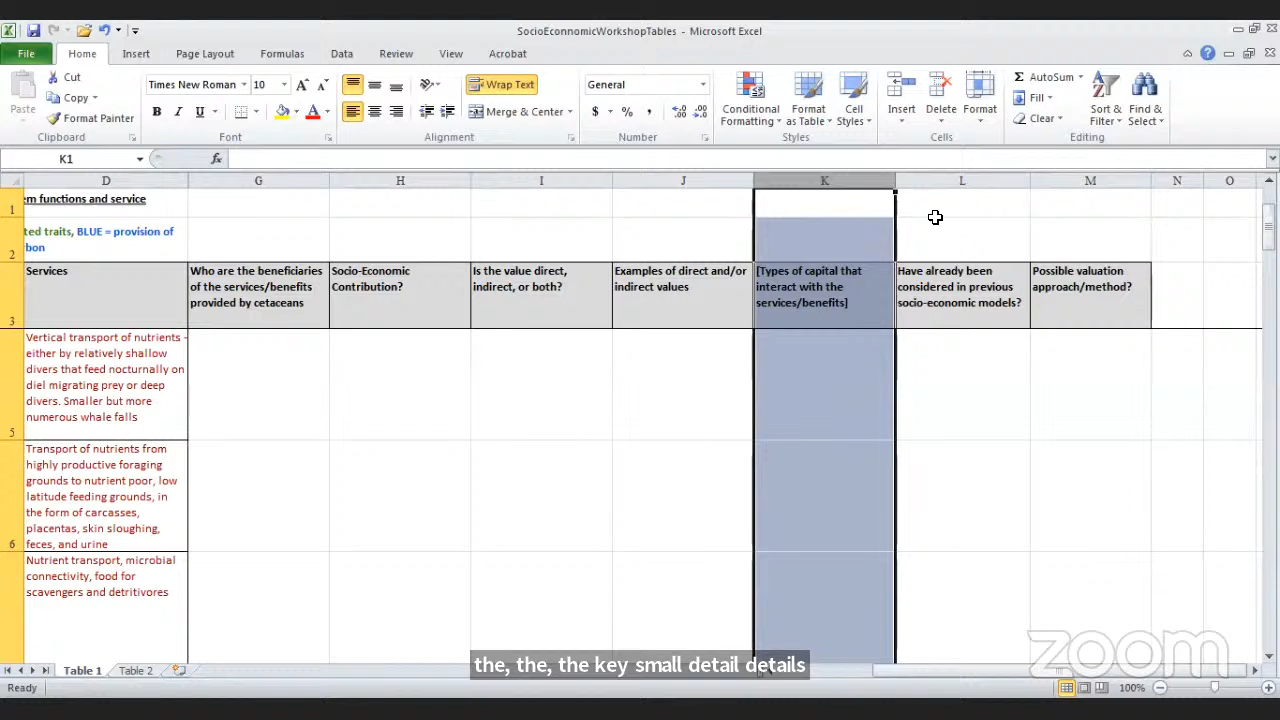 SocioEconnomicWorkshopTables - Microsoft Excel
File Home Insert Page Layout Formulas Data Review View Acrobat
Paste
Cut
Copy
Format Painter
Clipboard
Times New Roman 10
B I U
Font
Wrap Text
Merge & Center
Alignment
General
$ %
Number
Conditional Formatting
Format as Table
Cell Styles
Styles
Insert Delete Format
Cells
AutoSum
Fill
Clear
Sort & Filter
Find & Select
Editing
K1 fx
D G H I J K L M N O
1
em functions and service
2
ted traits, BLUE = provision of
bon
3
Services
Who are the beneficiaries
of the services/benefits
provided by cetaceans
Socio-Economic
Contribution?
Is the value direct,
indirect, or both?
Examples of direct and/or
indirect values
[Types of capital that
interact with the
services/benefits]
Have already been
considered in previous
socio-economic models?
Possible valuation
approach/method?
5
Vertical transport of nutrients -
either by relatively shallow
divers that feed nocturnally on
diel migrating prey or deep
divers. Smaller but more
numerous whale falls
6
Transport of nutrients from
highly productive foraging
grounds to nutrient poor, low
latitude feeding grounds, in
the form of carcasses,
placentas, skin sloughing,
feces, and urine
Nutrient transport, microbial
connectivity, food for
scavengers and detritivores
zoom
Table 1 Table 2
the, the, the key small detail details
Ready 100%